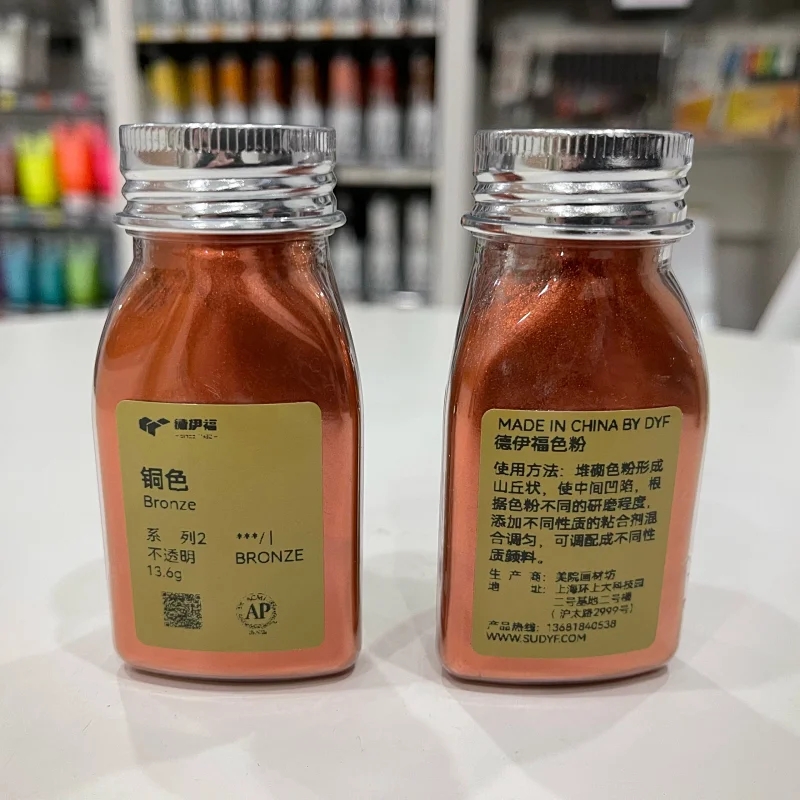 德伊福
铜色
Bronze
系 列2 ***/|
不透明 BRONZE
13.6g
AP
MADE IN CHINA BY DYF
德伊福色粉
使用方法：堆砌色粉形成
山丘状，使中间凹陷，根
据色粉不同的研磨程度，
添加不同性质的粘合剂混
合调匀，可调配成不同性
质颜料。
生 产 商：美院画材坊
地 址：上海环上大科技园
二号基地二号楼
（沪太路2999号）
产品热线：13681840538
WWW.SUDYF.COM